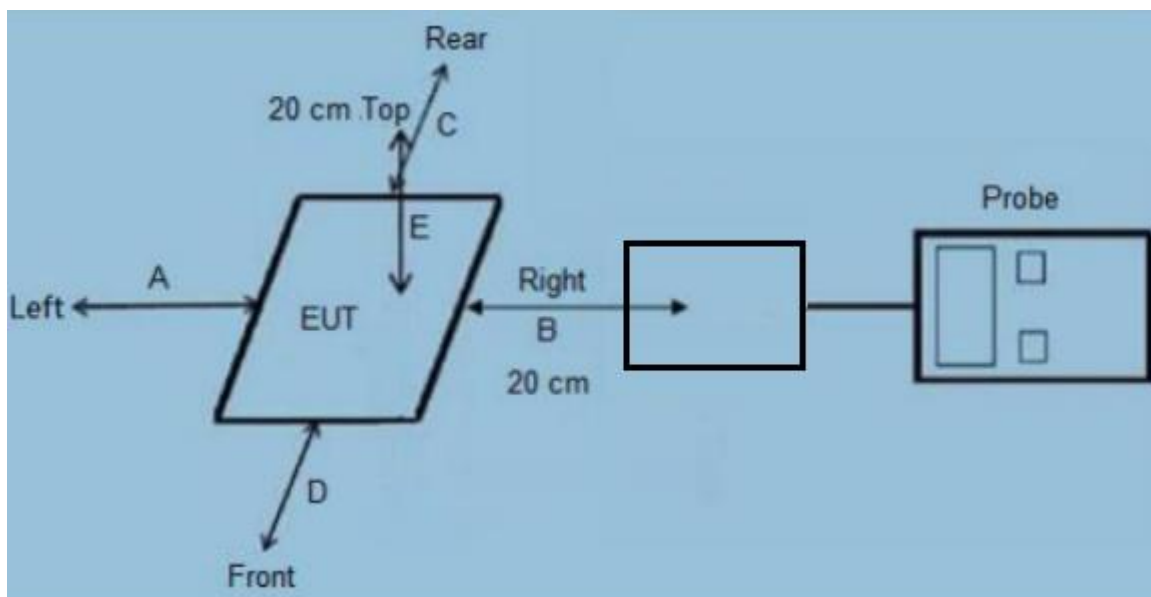 Rear
20 cm .Top
C
Probe
E
A
Right
Left
EUT
B
20 cm
D
Front